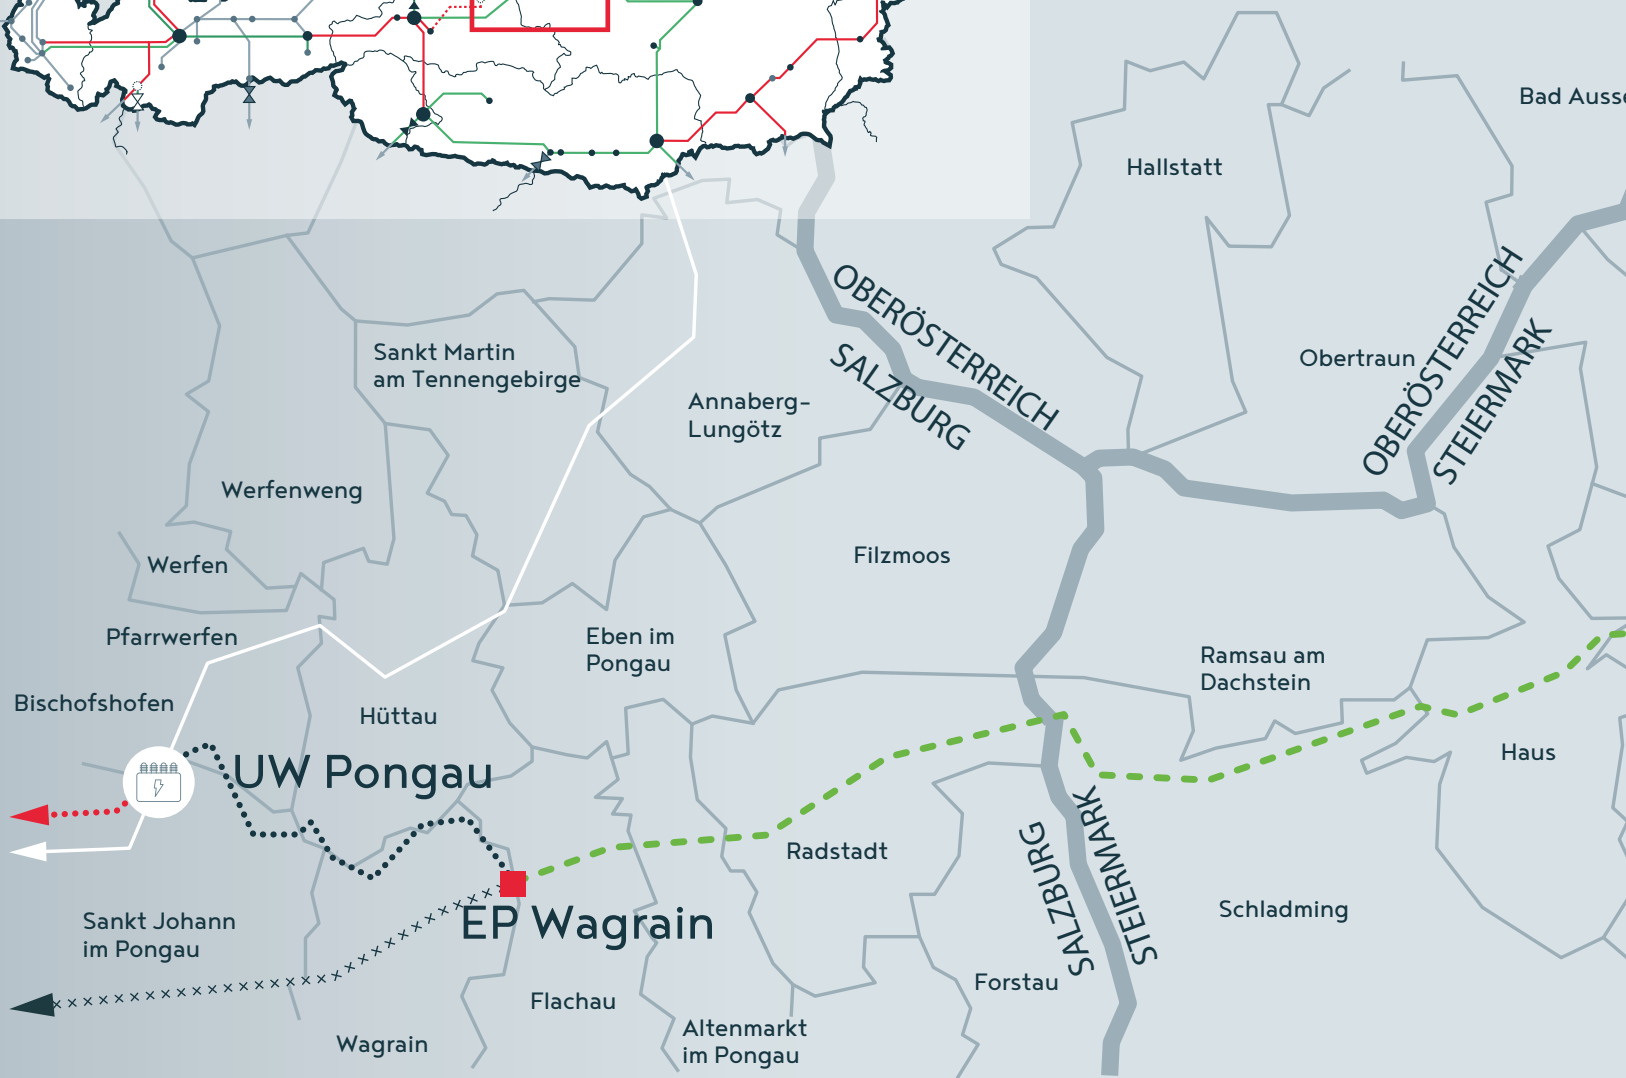 Bad Ausse
Hallstatt
OBERÖSTERREICH
SALZBURG
OBERÖSTERREICH
STEIERMARK
Obertraun
Sankt Martin
am Tennengebirge
Annaberg-
Lungötz
Werfenweng
Werfen
Filzmoos
Pfarrwerfen
Eben im
Pongau
Ramsau am
Dachstein
Bischofshofen
Hüttau
Haus
UW Pongau
Radstadt
SALZBURG
STEIERMARK
Sankt Johann
im Pongau
EP Wagrain
Schladming
Forstau
Flachau
Altenmarkt
im Pongau
Wagrain